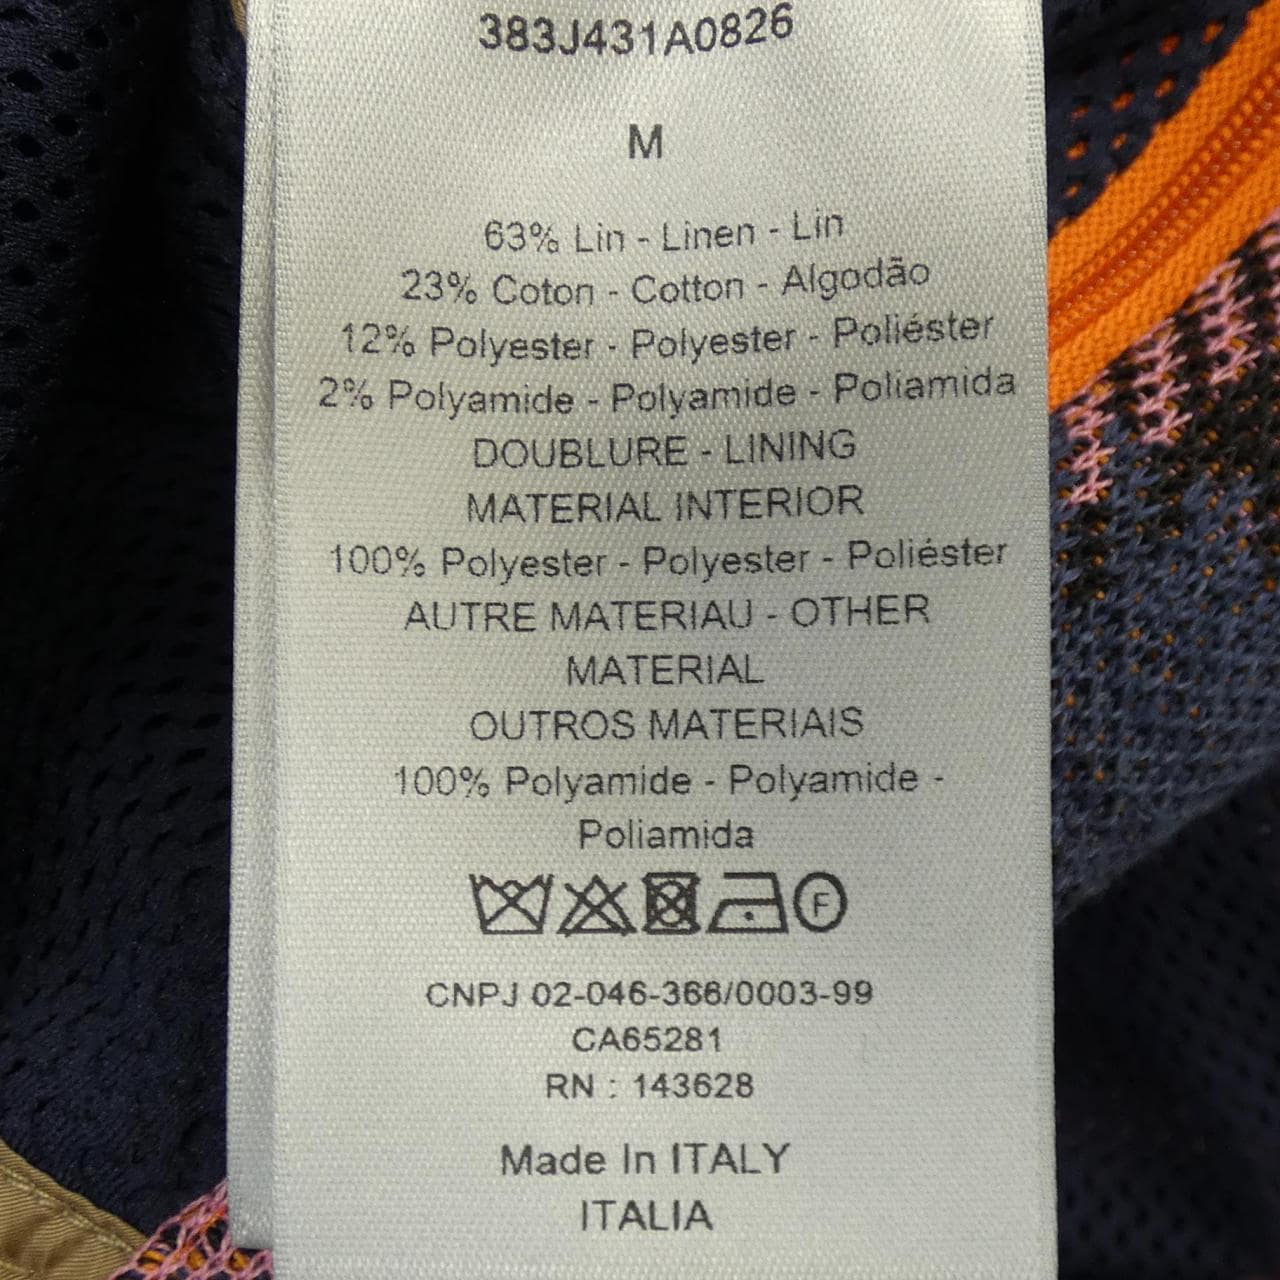 383J431A0826
M
63% Lin - Linen - Lin
23% Coton - Cotton - Algodão
12% Polyester - Polyester - Poliéster
2% Polyamide - Polyamide - Poliamida
DOUBLURE - LINING
MATERIAL INTERIOR
100% Polyester - Polyester - Poliéster
AUTRE MATERIAU - OTHER
MATERIAL
OUTROS MATERIAIS
100% Polyamide - Polyamide -
Poliamida
F
CNPJ 02-046-366/0003-99
CA65281
RN : 143628
Made In ITALY
ITALIA